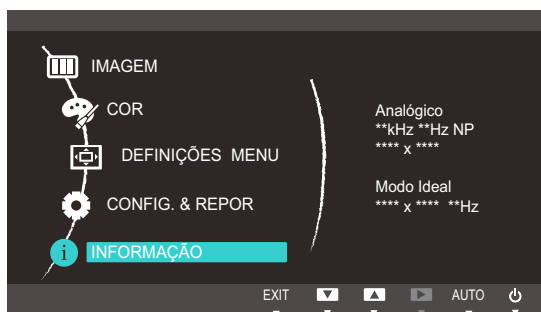 IMAGEM
COR
DEFINIÇÕES MENU
CONFIG. & REPOR
i INFORMAÇÃO
Analógico
**kHz **Hz NP
**** x ****
Modo Ideal
**** x **** **Hz
EXIT AUTO